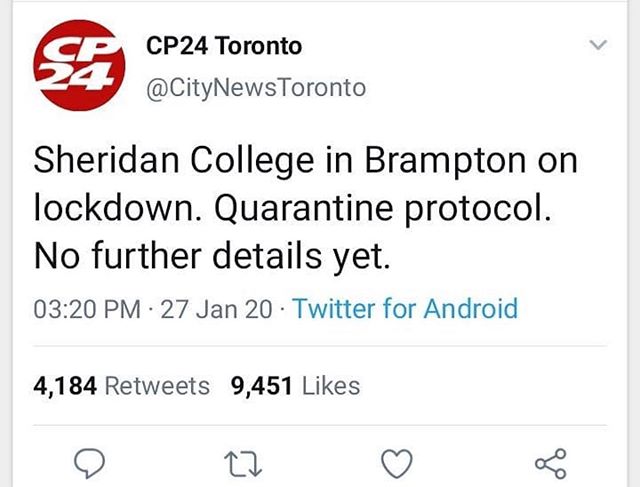 CP
24
CP24 Toronto
@CityNewsToronto
Sheridan College in Brampton on
lockdown. Quarantine protocol.
No further details yet.
03:20 PM · 27 Jan 20 · Twitter for Android
4,184 Retweets 9,451 Likes